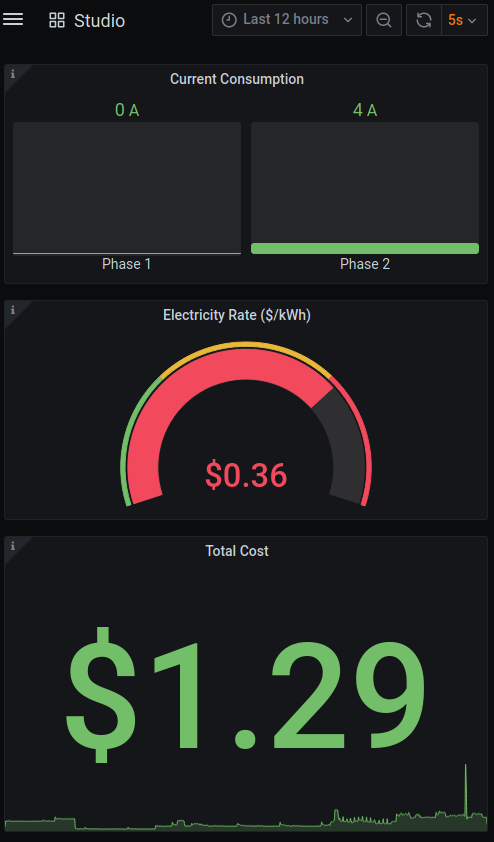 Studio
Last 12 hours
5s
i
Current Consumption
0 A
4 A
Phase 1
Phase 2
i
Electricity Rate ($/kWh)
$0.36
i
Total Cost
$1.29